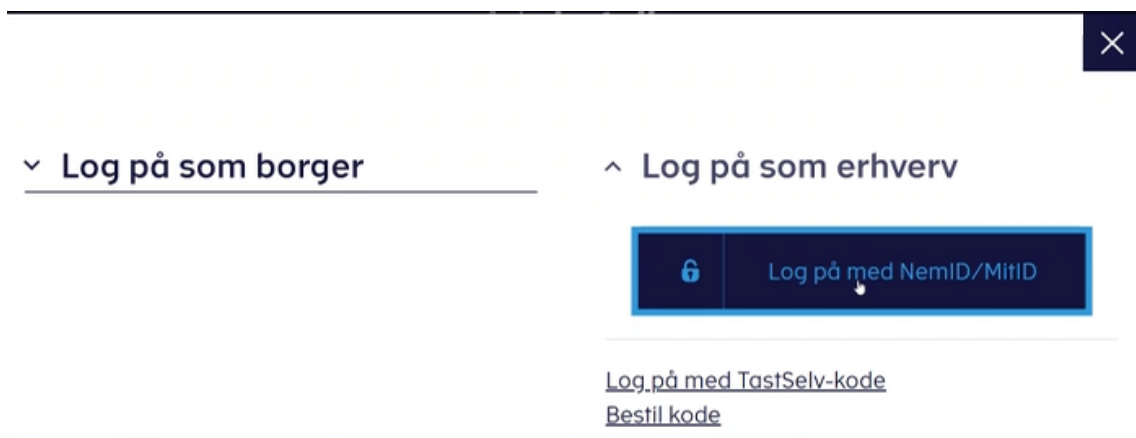 Log på som borger
Log på som erhverv
Log på med NemID/MitID
Log på med TastSelv-kode
Bestil kode